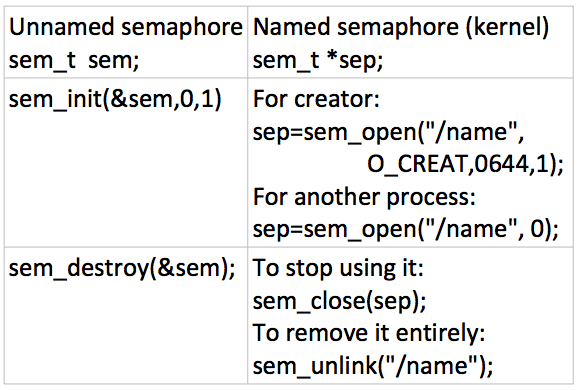 Unnamed semaphore
sem_t sem;
Named semaphore (kernel)
sem_t *sep;
sem_init(&sem,0,1)
For creator:
sep=sem_open("/name",
O_CREAT,0644,1);
For another process:
sep=sem_open("/name", 0);
sem_destroy(&sem);
To stop using it:
sem_close(sep);
To remove it entirely:
sem_unlink("/name");